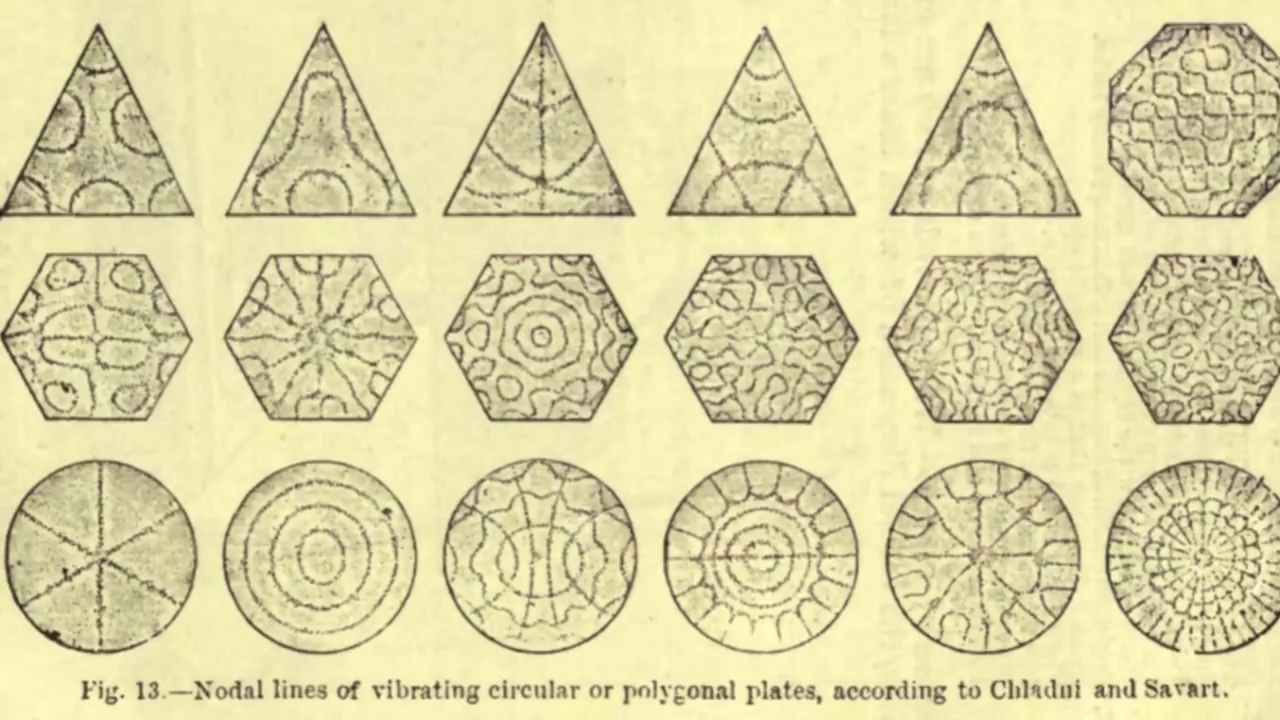 Fig. 13.—Nodal lines of vibrating circular or polygonal plates, according to Chladni and Savart.